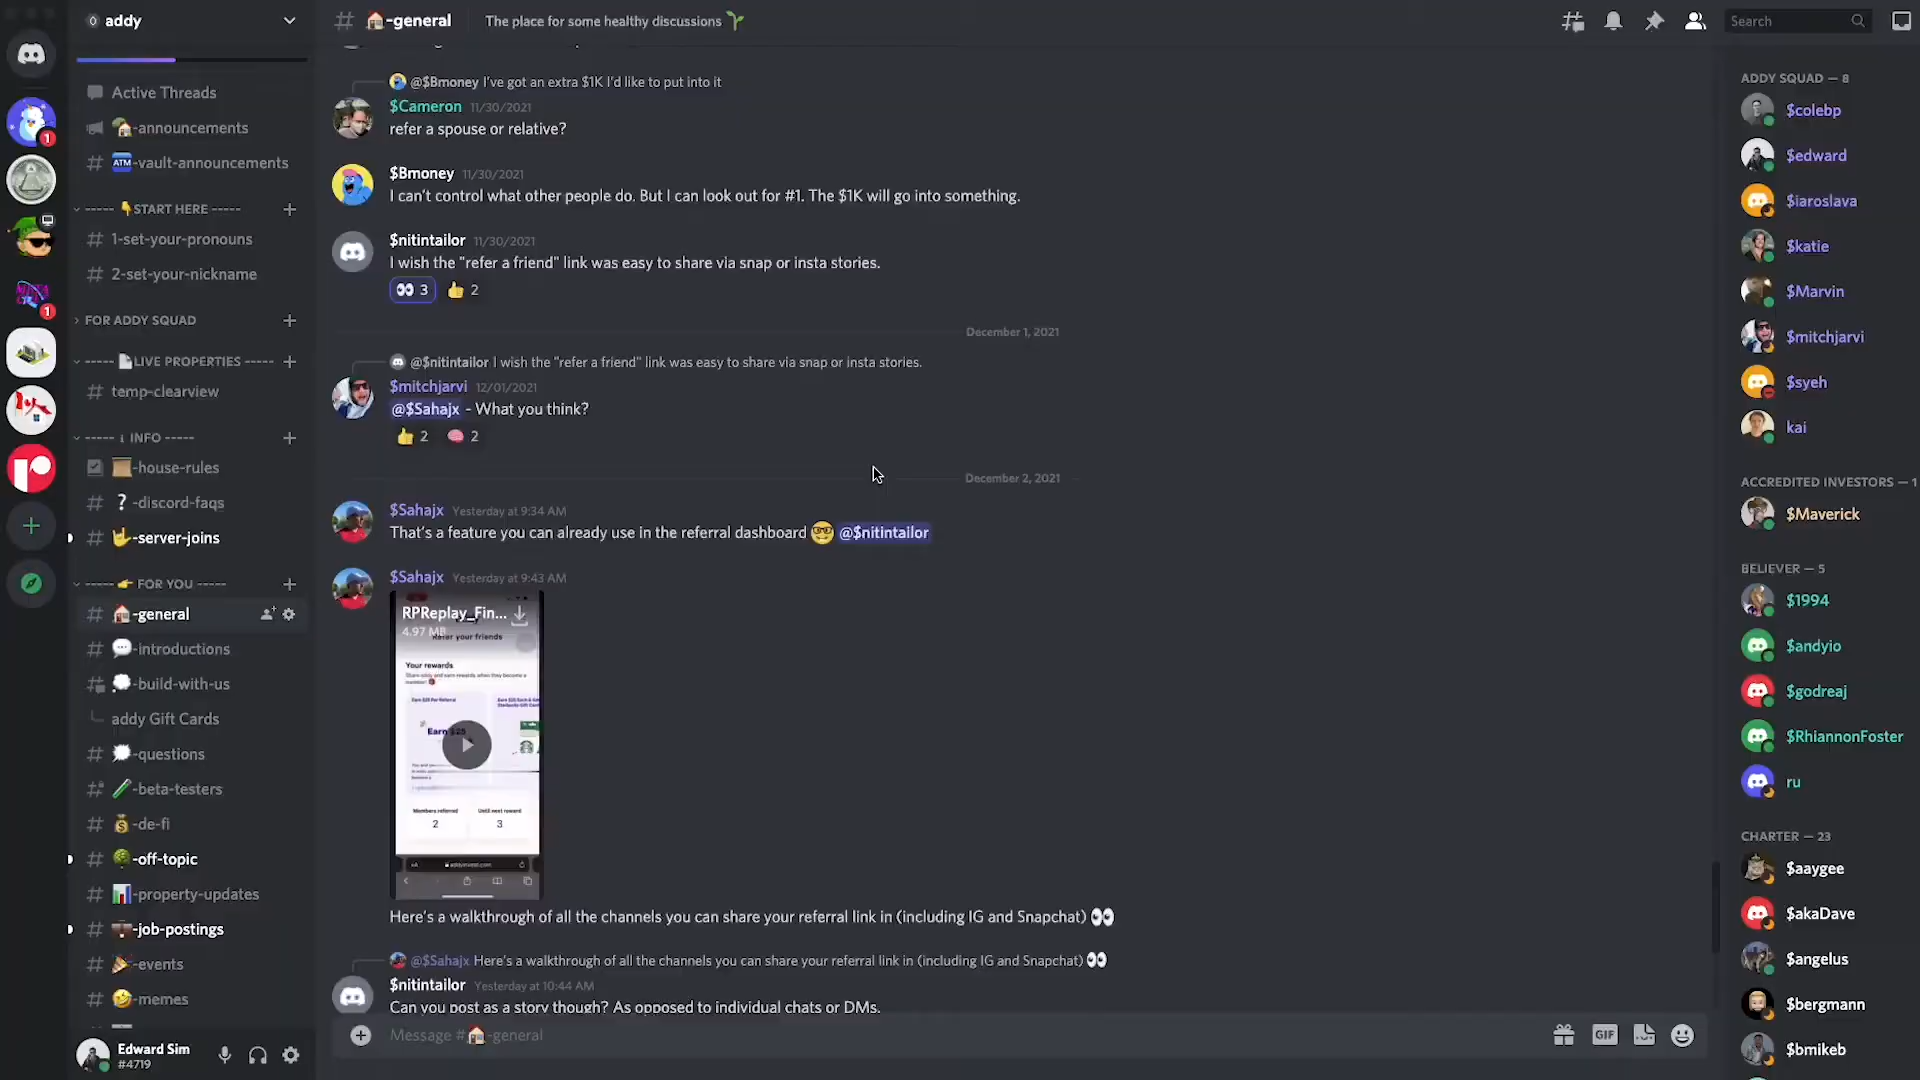 addy
Active Threads
-announcements
ATM -vault-announcements
----- START HERE -----
1-set-your-pronouns
2-set-your-nickname
FOR ADDY SQUAD
----- LIVE PROPERTIES -----
temp-clearview
----- INFO -----
-house-rules
-discord-faqs
-server-joins
----- FOR YOU -----
-general
-introductions
-build-with-us
addy Gift Cards
-questions
-beta-testers
-de-fi
-off-topic
-property-updates
-job-postings
-events
-memes
Edward Sim
#4719
1
1
-general
The place for some healthy discussions
Search
@$Bmoney I've got an extra $1K I'd like to put into it
$Cameron 11/30/2021
refer a spouse or relative?
$Bmoney 11/30/2021
I can't control what other people do. But I can look out for #1. The $1K will go into something.
$nitintailor 11/30/2021
I wish the "refer a friend" link was easy to share via snap or insta stories.
3 2
December 1, 2021
@$nitintailor I wish the "refer a friend" link was easy to share via snap or insta stories.
$mitchjarvi 12/01/2021
@$Sahajx - What you think?
2 2
December 2, 2021
$Sahajx Yesterday at 9:34 AM
That's a feature you can already use in the referral dashboard @$nitintailor
$Sahajx Yesterday at 9:43 AM
RPReplay_Fin...
4.97 MB
Refer your friends
Your rewards
Earn $25
Members referred
Until next reward
2
3
Here's a walkthrough of all the channels you can share your referral link in (including IG and Snapchat)
@$Sahajx Here's a walkthrough of all the channels you can share your referral link in (including IG and Snapchat)
$nitintailor Yesterday at 10:44 AM
Can you post as a story though? As opposed to individual chats or DMs.
Message # -general
GIF
ADDY SQUAD — 8
$colebp
$edward
$iaroslava
$katie
$Marvin
$mitchjarvi
$syeh
kai
ACCREDITED INVESTORS — 1
$Maverick
BELIEVER — 5
$1994
$andyio
$godreaj
$RhiannonFoster
ru
CHARTER — 23
$aaygee
$akaDave
$angelus
$bergmann
$bmikeb